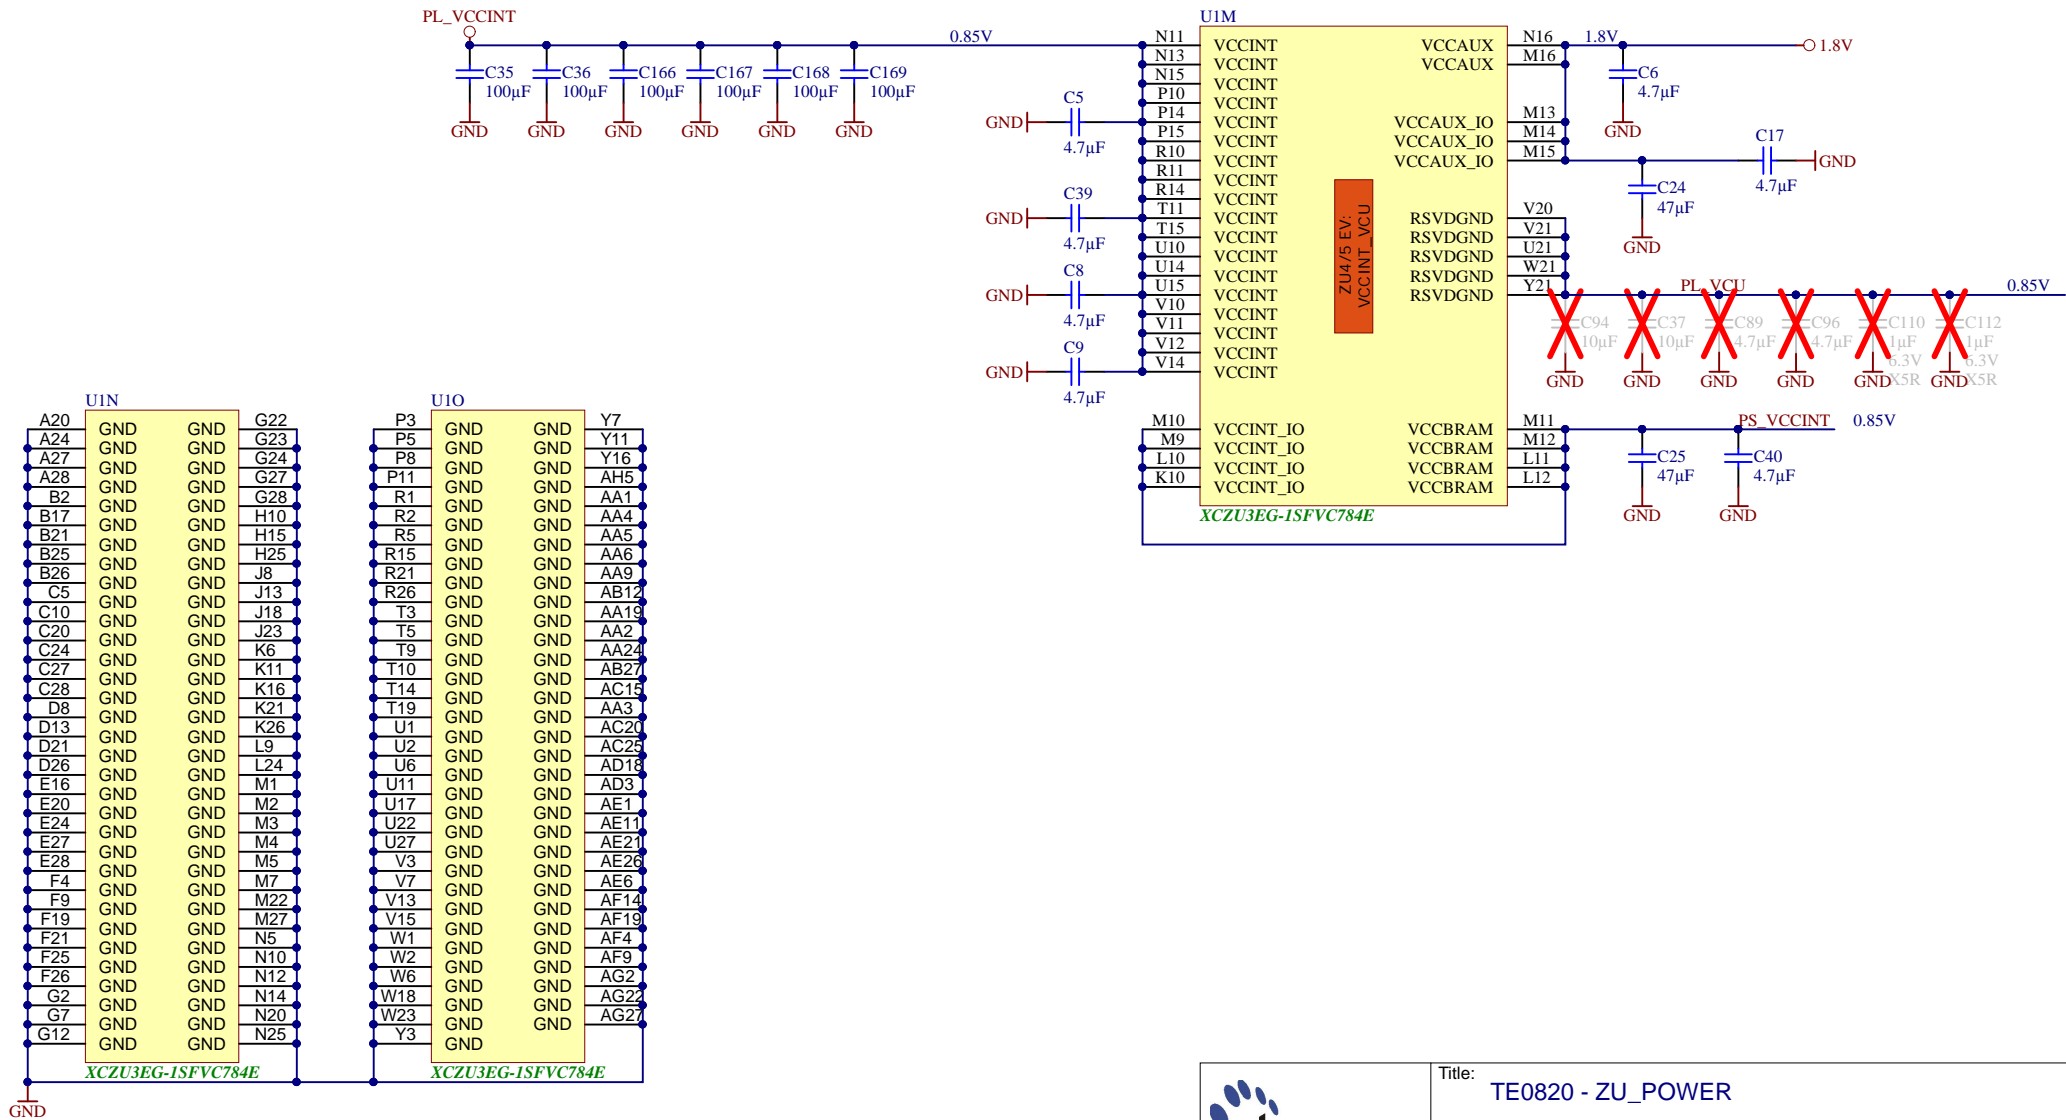 PL_VCCINT
0.85V
C35
100µF
GND
C36
100µF
GND
C166
100µF
GND
C167
100µF
GND
C168
100µF
GND
C169
100µF
GND
GND
C5
4.7µF
GND
C39
4.7µF
GND
C8
4.7µF
GND
C9
4.7µF
U1M
N11 VCCINT
N13 VCCINT
N15 VCCINT
P10 VCCINT
P14 VCCINT
P15 VCCINT
R10 VCCINT
R11 VCCINT
R14 VCCINT
T11 VCCINT
T15 VCCINT
U10 VCCINT
U14 VCCINT
U15 VCCINT
V10 VCCINT
V11 VCCINT
V12 VCCINT
V14 VCCINT
M10 VCCINT_IO
M9 VCCINT_IO
L10 VCCINT_IO
K10 VCCINT_IO
ZU4/5 EV:
VCCINT_VCU
VCCAUX N16
VCCAUX M16
VCCAUX_IO M13
VCCAUX_IO M14
VCCAUX_IO M15
RSVDGND V20
RSVDGND V21
RSVDGND U21
RSVDGND W21
RSVDGND Y21
VCCBRAM M11
VCCBRAM M12
VCCBRAM L11
VCCBRAM L12
XCZU3EG-1SFVC784E
1.8V
1.8V
C6
4.7µF
GND
C17
4.7µF
GND
C24
47µF
GND
PL_VCU
0.85V
C94
10µF
GND
C37
10µF
GND
C89
4.7µF
GND
C96
4.7µF
GND
C110
1µF
6.3V
X5R
GND
C112
1µF
6.3V
X5R
GND
PS_VCCINT
0.85V
C25
47µF
GND
C40
4.7µF
GND
U1N
A20 GND GND G22
A24 GND GND G23
A27 GND GND G24
A28 GND GND G27
B2 GND GND G28
B17 GND GND H10
B21 GND GND H15
B25 GND GND H25
B26 GND GND J8
C5 GND GND J13
C10 GND GND J18
C20 GND GND J23
C24 GND GND K6
C27 GND GND K11
C28 GND GND K16
D8 GND GND K21
D13 GND GND K26
D21 GND GND L9
D26 GND GND L24
E16 GND GND M1
E20 GND GND M2
E24 GND GND M3
E27 GND GND M4
E28 GND GND M5
F4 GND GND M7
F9 GND GND M22
F19 GND GND M27
F21 GND GND N5
F25 GND GND N10
F26 GND GND N12
G2 GND GND N14
G7 GND GND N20
G12 GND GND N25
XCZU3EG-1SFVC784E
GND
U1O
P3 GND GND Y7
P5 GND GND Y11
P8 GND GND Y16
P11 GND GND AH5
R1 GND GND AA1
R2 GND GND AA4
R5 GND GND AA5
R15 GND GND AA6
R21 GND GND AA9
R26 GND GND AB12
T3 GND GND AA19
T5 GND GND AA2
T9 GND GND AA24
T10 GND GND AB27
T14 GND GND AC15
T19 GND GND AA3
U1 GND GND AC20
U2 GND GND AC25
U6 GND GND AD18
U11 GND GND AD3
U17 GND GND AE1
U22 GND GND AE11
U27 GND GND AE21
V3 GND GND AE26
V7 GND GND AE6
V13 GND GND AF14
V15 GND GND AF19
W1 GND GND AF4
W2 GND GND AF9
W6 GND GND AG2
W18 GND GND AG22
W23 GND GND AG27
Y3 GND
XCZU3EG-1SFVC784E
Title:
TE0820 - ZU_POWER